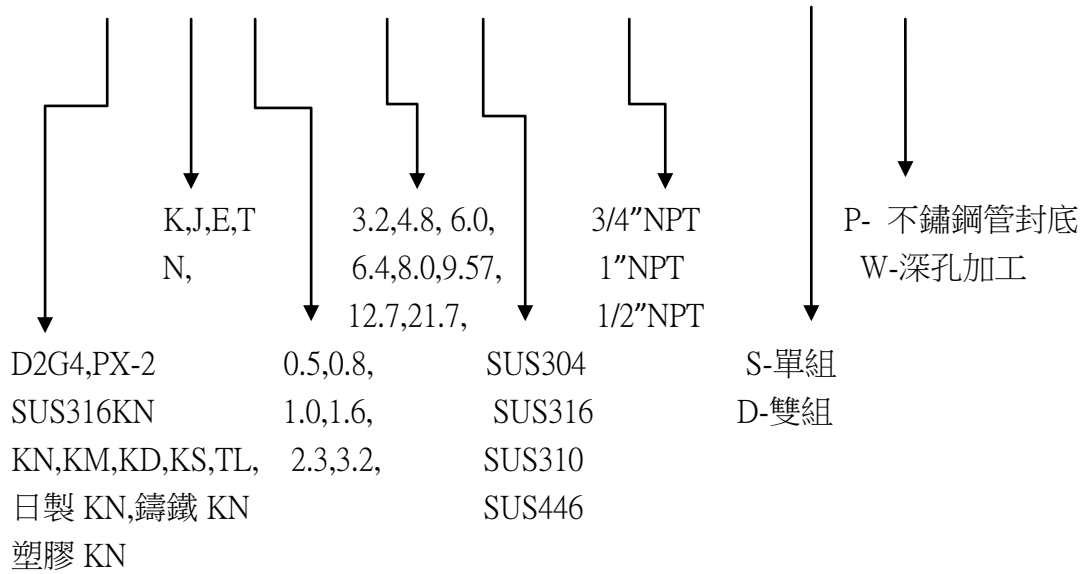 K,J,E,T 3.2,4.8, 6.0, 3/4”NPT P- 不鏽鋼管封底
N, 6.4,8.0,9.57, 1”NPT W-深孔加工
12.7,21.7, 1/2”NPT
D2G4,PX-2 0.5,0.8, SUS304 S-單組
SUS316KN 1.0,1.6, SUS316 D-雙組
KN,KM,KD,KS,TL, 2.3,3.2, SUS310
日製 KN,鑄鐵 KN SUS446
塑膠 KN